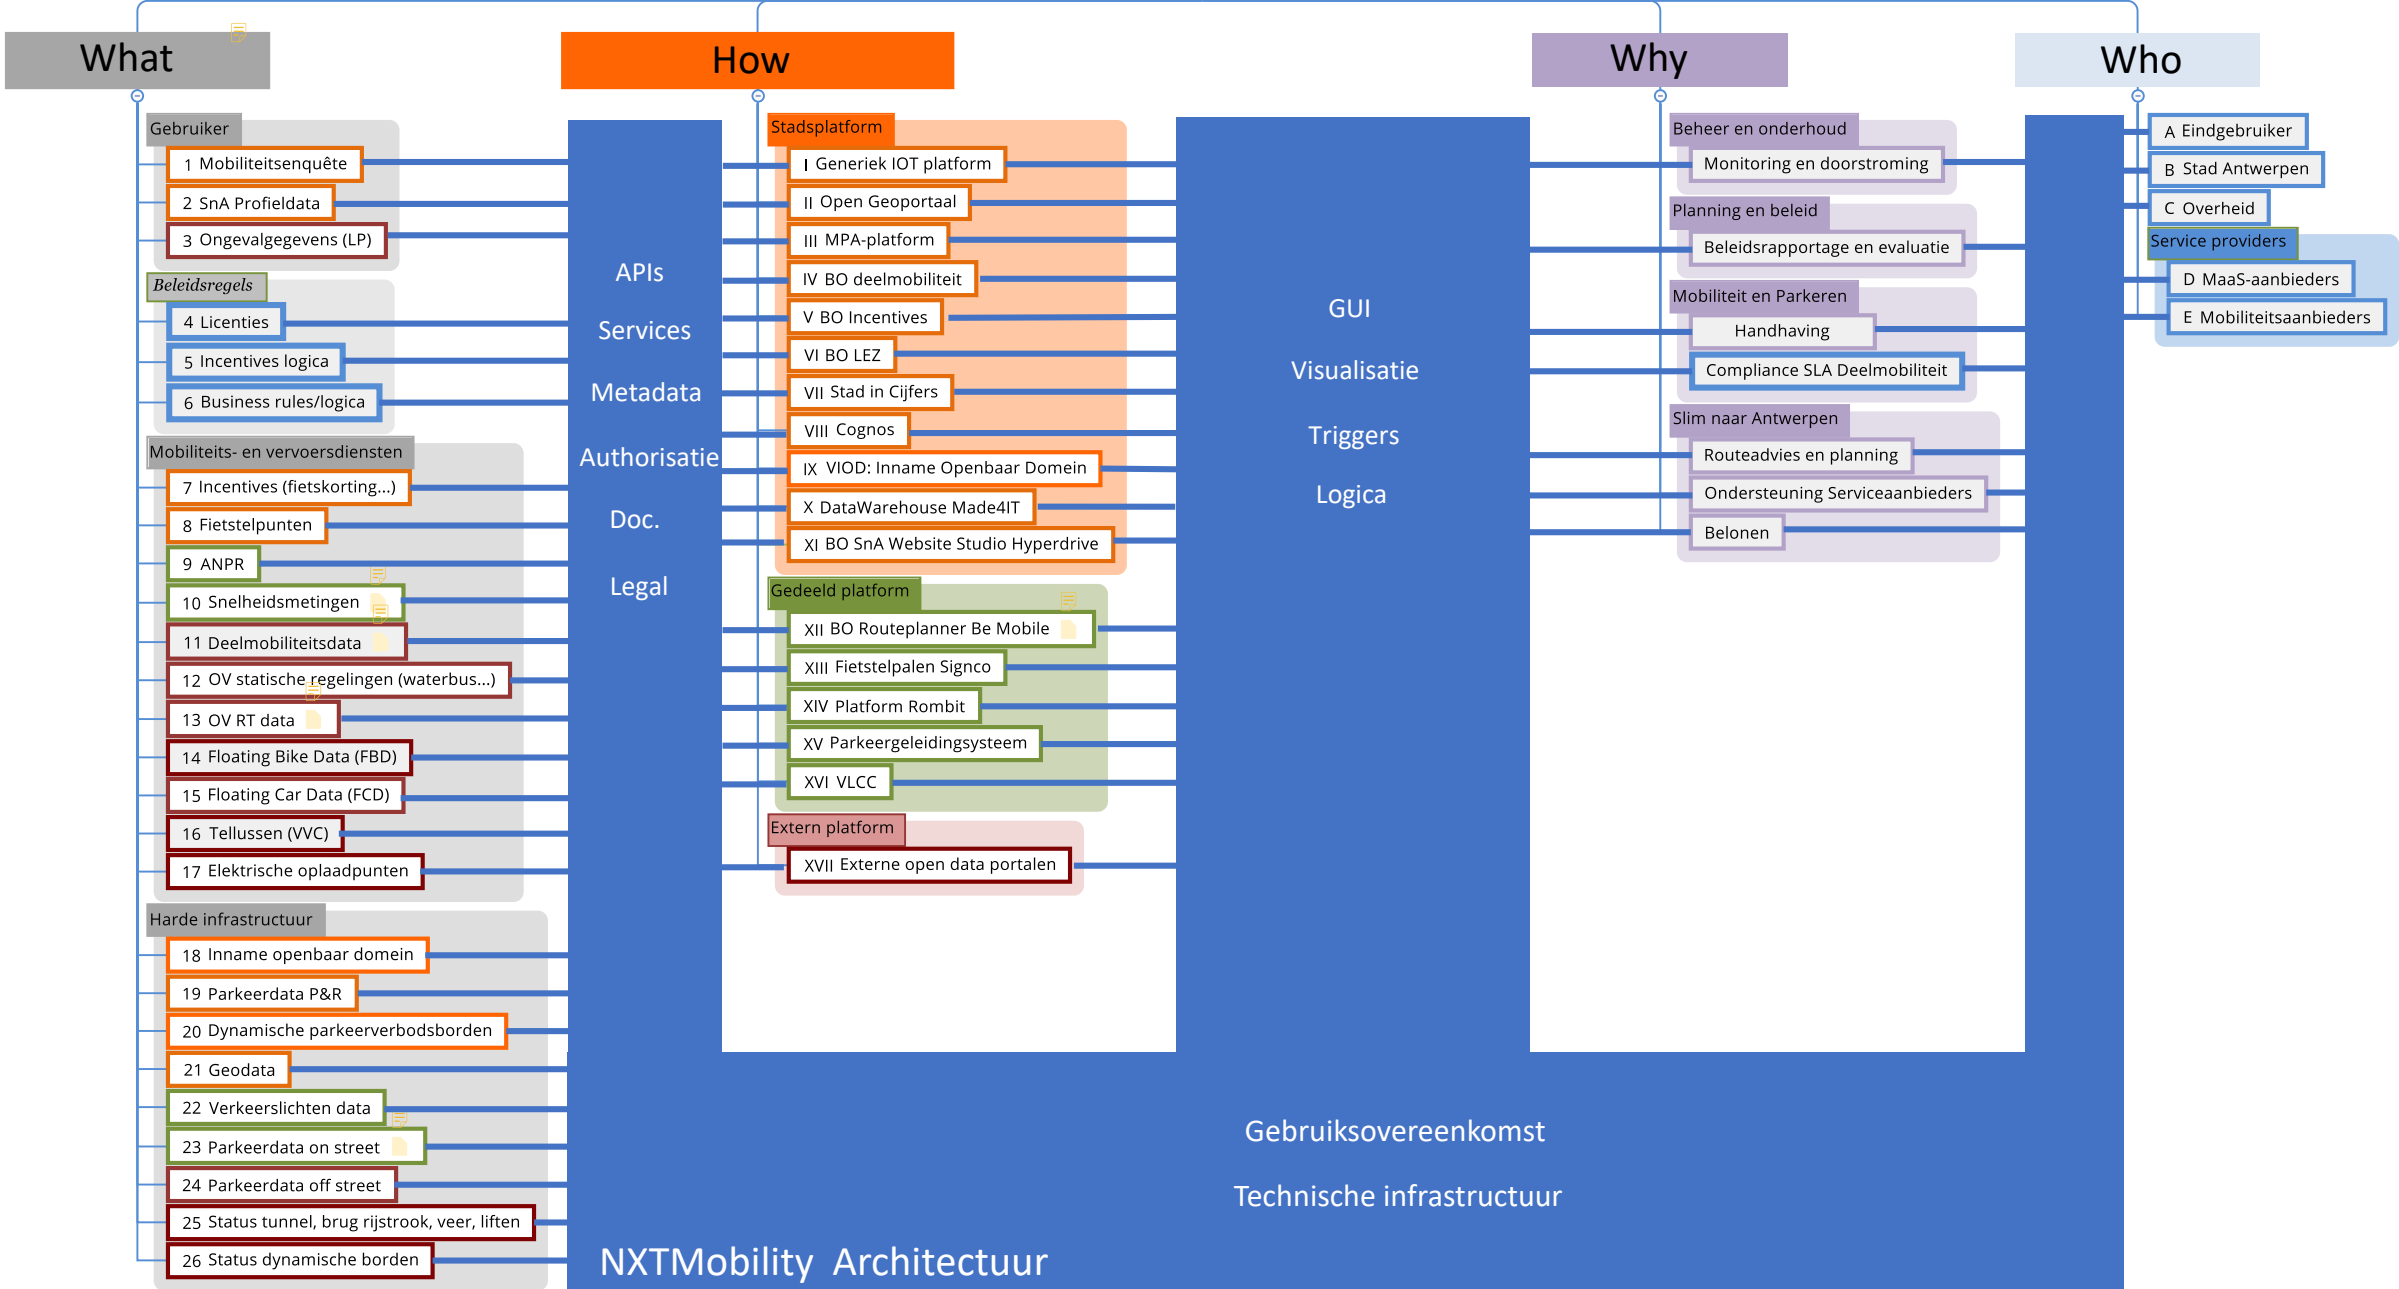 What
How
Why
Who
Gebruiker
1 Mobiliteitsenquête
2 SnA Profieldata
3 Ongevalgegevens (LP)
Beleidsregels
4 Licenties
5 Incentives logica
6 Business rules/logica
Mobiliteits- en vervoersdiensten
7 Incentives (fietskorting...)
8 Fietstelpunten
9 ANPR
10 Snelheidsmetingen
11 Deelmobiliteitsdata
12 OV statische regelingen (waterbus...)
13 OV RT data
14 Floating Bike Data (FBD)
15 Floating Car Data (FCD)
16 Tellussen (VVC)
17 Elektrische oplaadpunten
Harde infrastructuur
18 Inname openbaar domein
19 Parkeerdata P&R
20 Dynamische parkeerverbodsborden
21 Geodata
22 Verkeerslichten data
23 Parkeerdata on street
24 Parkeerdata off street
25 Status tunnel, brug rijstrook, veer, liften
26 Status dynamische borden
APIs
Services
Metadata
Authorisatie
Doc.
Legal
Stadsplatform
I Generiek IOT platform
II Open Geoportaal
III MPA-platform
IV BO deelmobiliteit
V BO Incentives
VI BO LEZ
VII Stad in Cijfers
VIII Cognos
IX VIOD: Inname Openbaar Domein
X DataWarehouse Made4IT
XI BO SnA Website Studio Hyperdrive
Gedeeld platform
XII BO Routeplanner Be Mobile
XIII Fietstelpalen Signco
XIV Platform Rombit
XV Parkeergeleidingsysteem
XVI VLCC
Extern platform
XVII Externe open data portalen
GUI
Visualisatie
Triggers
Logica
Beheer en onderhoud
Monitoring en doorstroming
Planning en beleid
Beleidsrapportage en evaluatie
Mobiliteit en Parkeren
Handhaving
Compliance SLA Deelmobiliteit
Slim naar Antwerpen
Routeadvies en planning
Ondersteuning Serviceaanbieders
Belonen
A Eindgebruiker
B Stad Antwerpen
C Overheid
Service providers
D MaaS-aanbieders
E Mobiliteitsaanbieders
Gebruiksovereenkomst
Technische infrastructuur
NXTMobility Architectuur